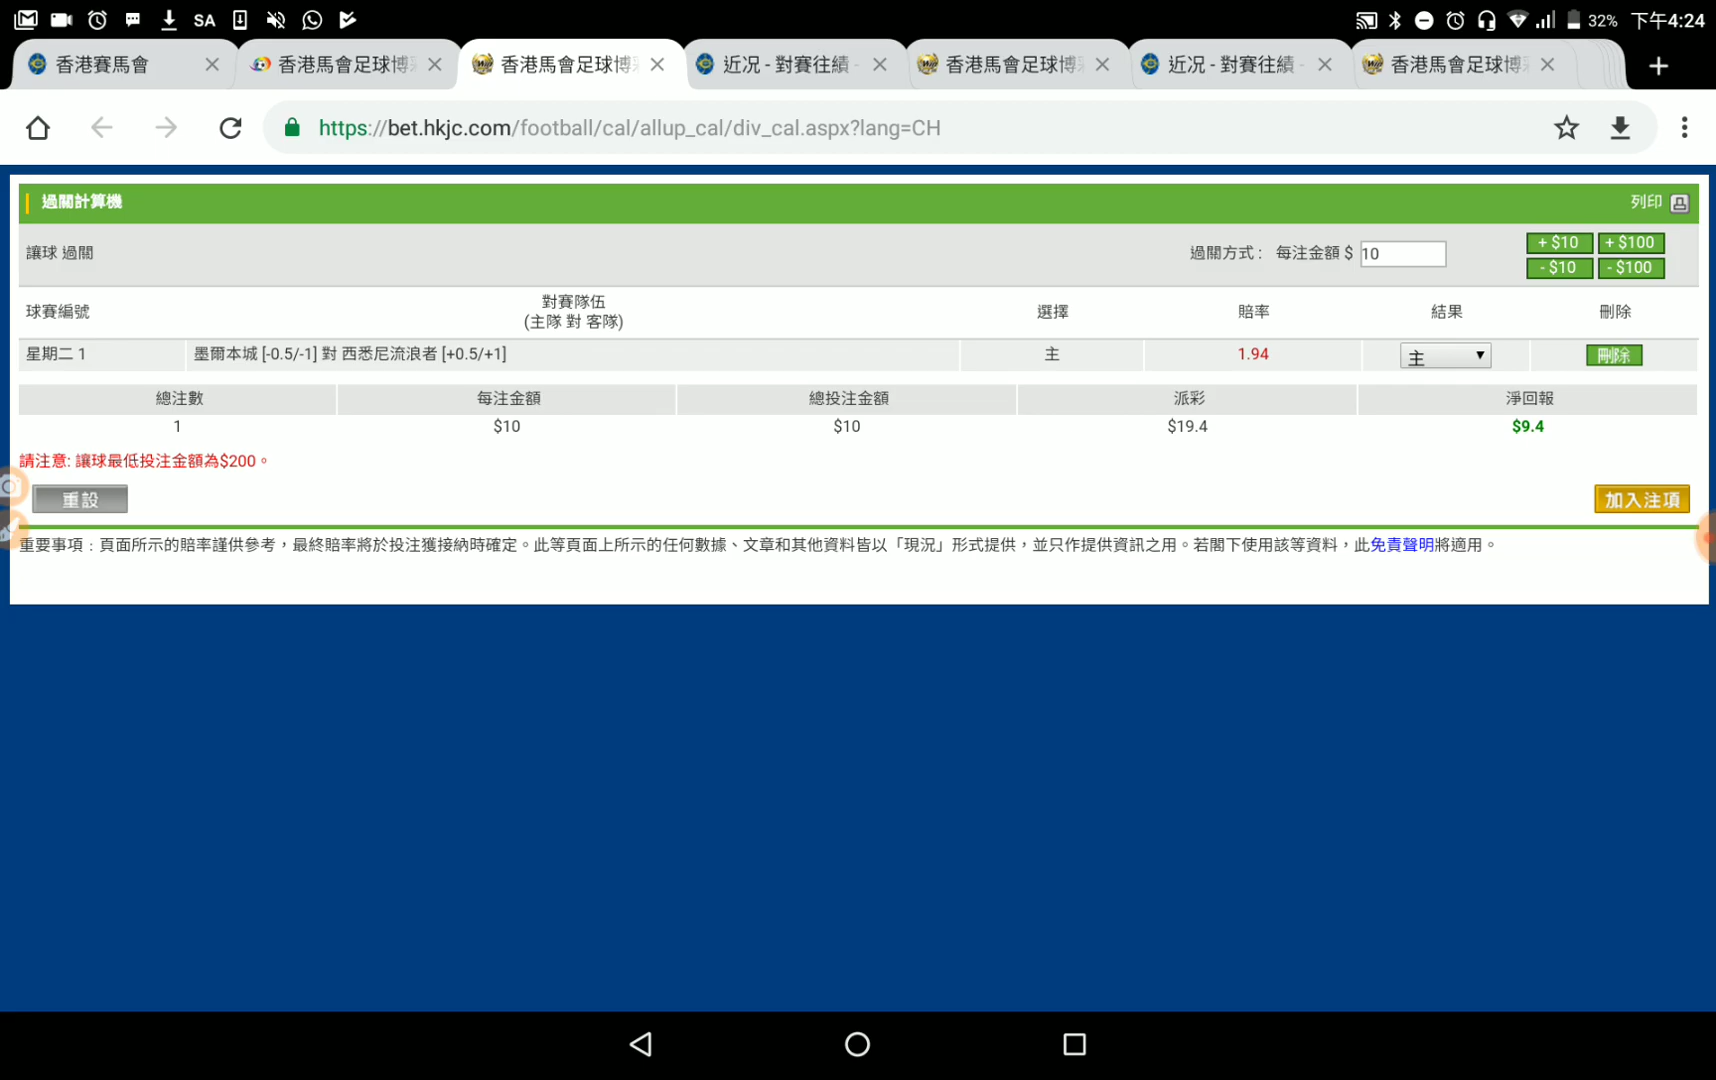 SA 32% 下午4:24
香港賽馬會 香港馬會足球博彩 香港馬會足球博彩 近况 - 對賽往績 - 香港馬會足球博彩 近况 - 對賽往績 - 香港馬會足球博彩
https://bet.hkjc.com/football/cal/allup_cal/div_cal.aspx?lang=CH
過關計算機 列印
讓球 過關 過關方式 : 每注金額 $ 10 + $10 + $100
- $10 - $100
球賽編號 對賽隊伍 選擇 賠率 結果 刪除
(主隊 對 客隊)
星期二 1 墨爾本城 [-0.5/-1] 對 西悉尼流浪者 [+0.5/+1] 主 1.94 主 刪除
總注數 每注金額 總投注金額 派彩 淨回報
1 $10 $10 $19.4 $9.4
請注意: 讓球最低投注金額為$200。
重設 加入注項
重要事項：頁面所示的賠率謹供參考，最終賠率將於投注獲接納時確定。此等頁面上所示的任何數據、文章和其他資料皆以「現況」形式提供，並只作提供資訊之用。若閣下使用該等資料，此免責聲明將適用。